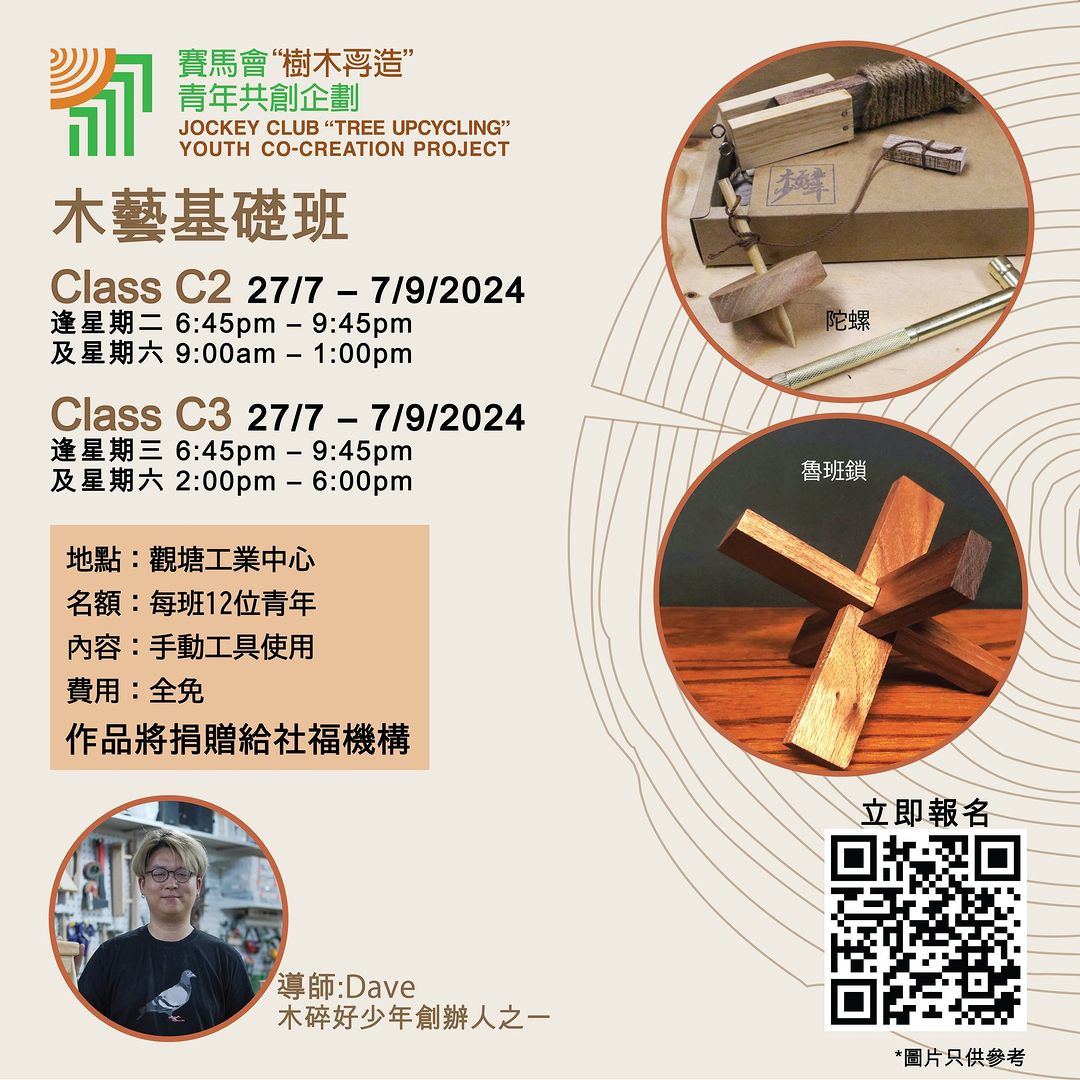 賽馬會“樹木再造”
青年共創企劃
JOCKEY CLUB “TREE UPCYCLING”
YOUTH CO-CREATION PROJECT
木藝基礎班
Class C2 27/7 – 7/9/2024
逢星期二 6:45pm – 9:45pm
及星期六 9:00am – 1:00pm
Class C3 27/7 – 7/9/2024
逢星期三 6:45pm – 9:45pm
及星期六 2:00pm – 6:00pm
地點：觀塘工業中心
名額：每班12位青年
內容：手動工具使用
費用：全免
作品將捐贈給社福機構
陀螺
魯班鎖
立即報名
導師:Dave
木碎好少年創辦人之一
*圖片只供參考